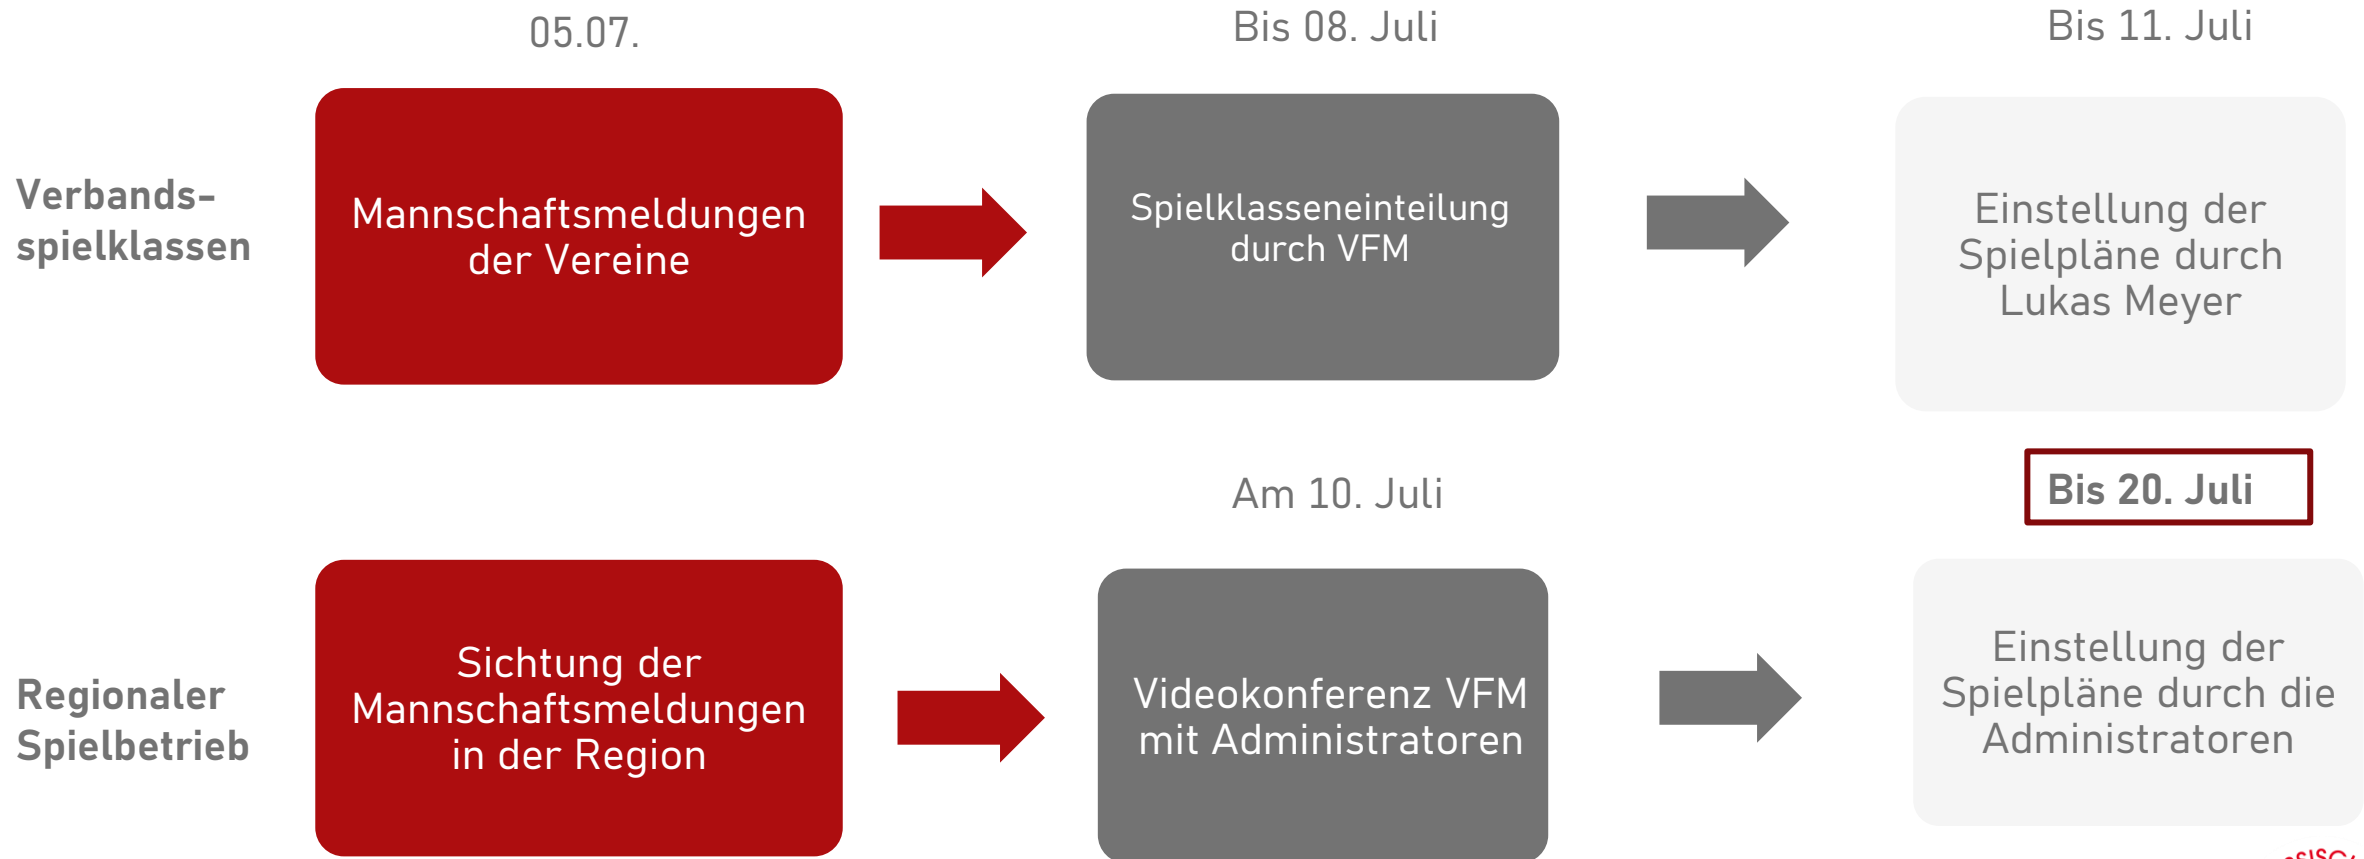 05.07.
Bis 08. Juli
Bis 11. Juli
Verbands-
spielklassen
Mannschaftsmeldungen
der Vereine
Spielklasseneinteilung
durch VFM
Einstellung der
Spielpläne durch
Lukas Meyer
Am 10. Juli
Bis 20. Juli
Regionaler
Spielbetrieb
Sichtung der
Mannschaftsmeldungen
in der Region
Videokonferenz VFM
mit Administratoren
Einstellung der
Spielpläne durch die
Administratoren